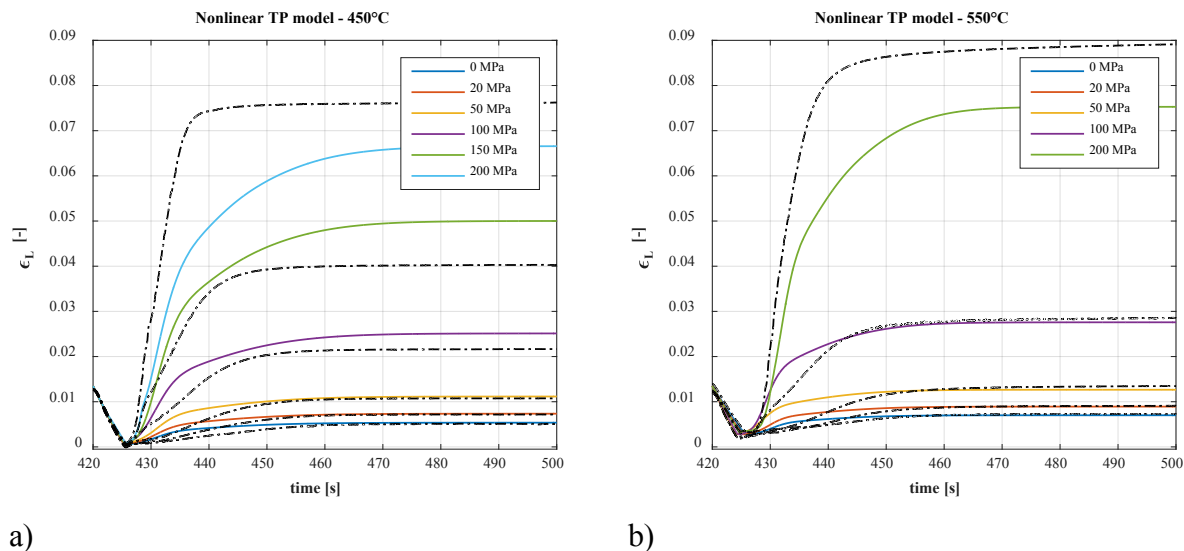 Nonlinear TP model - 450°C
0.09
0.08
0.07
0.06
0.05
0.04
0.03
0.02
0.01
0
ϵL [-]
420 430 440 450 460 470 480 490 500
time [s]
0 MPa
20 MPa
50 MPa
100 MPa
150 MPa
200 MPa
a)
Nonlinear TP model - 550°C
0.09
0.08
0.07
0.06
0.05
0.04
0.03
0.02
0.01
0
ϵL [-]
420 430 440 450 460 470 480 490 500
time [s]
0 MPa
20 MPa
50 MPa
100 MPa
200 MPa
b)